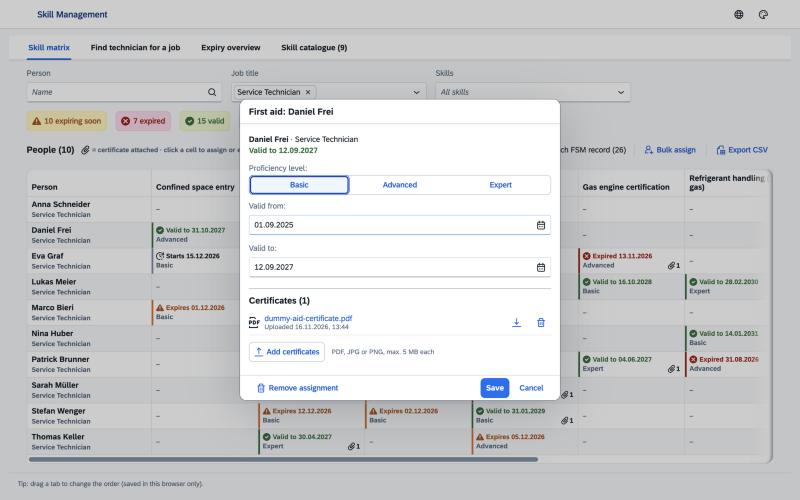 Skill Management
Skill matrix Find technician for a job Expiry overview Skill catalogue (9)
Person Job title Skills
Name Service Technician All skills
10 expiring soon 7 expired 15 valid
People (10) = certificate attached · click a cell to assign or e
ch FSM record (26) Bulk assign Export CSV
Person Confined space entry Gas engine certification Refrigerant handling gas)
Anna Schneider
Service Technician – – –
Daniel Frei
Service Technician Valid to 31.10.2027 Advanced – –
Eva Graf
Service Technician Starts 15.12.2026 Basic Expired 13.11.2026 Advanced 1 –
Lukas Meier
Service Technician – Valid to 16.10.2028 Basic Valid to 28.02.2030 Expert
Marco Bieri
Service Technician Expires 01.12.2026 Basic – –
Nina Huber
Service Technician – – Valid to 14.01.2031 Basic
Patrick Brunner
Service Technician – Valid to 04.06.2027 Expert 1 Expired 31.08.2026 Advanced
Sarah Müller
Service Technician – 1 – –
Stefan Wenger
Service Technician – Expires 12.12.2026 Basic Expires 02.12.2026 Basic Valid to 31.01.2029 Basic 1 – –
Thomas Keller
Service Technician – Valid to 30.04.2027 Expert 1 – Expires 05.12.2026 Advanced – –
First aid: Daniel Frei
Daniel Frei · Service Technician
Valid to 12.09.2027
Proficiency level:
Basic Advanced Expert
Valid from:
01.09.2025
Valid to:
12.09.2027
Certificates (1)
PDF dummy-aid-certificate.pdf
Uploaded 16.11.2026, 13:44
Add certificates PDF, JPG or PNG, max. 5 MB each
Remove assignment Save Cancel
Tip: drag a tab to change the order (saved in this browser only).